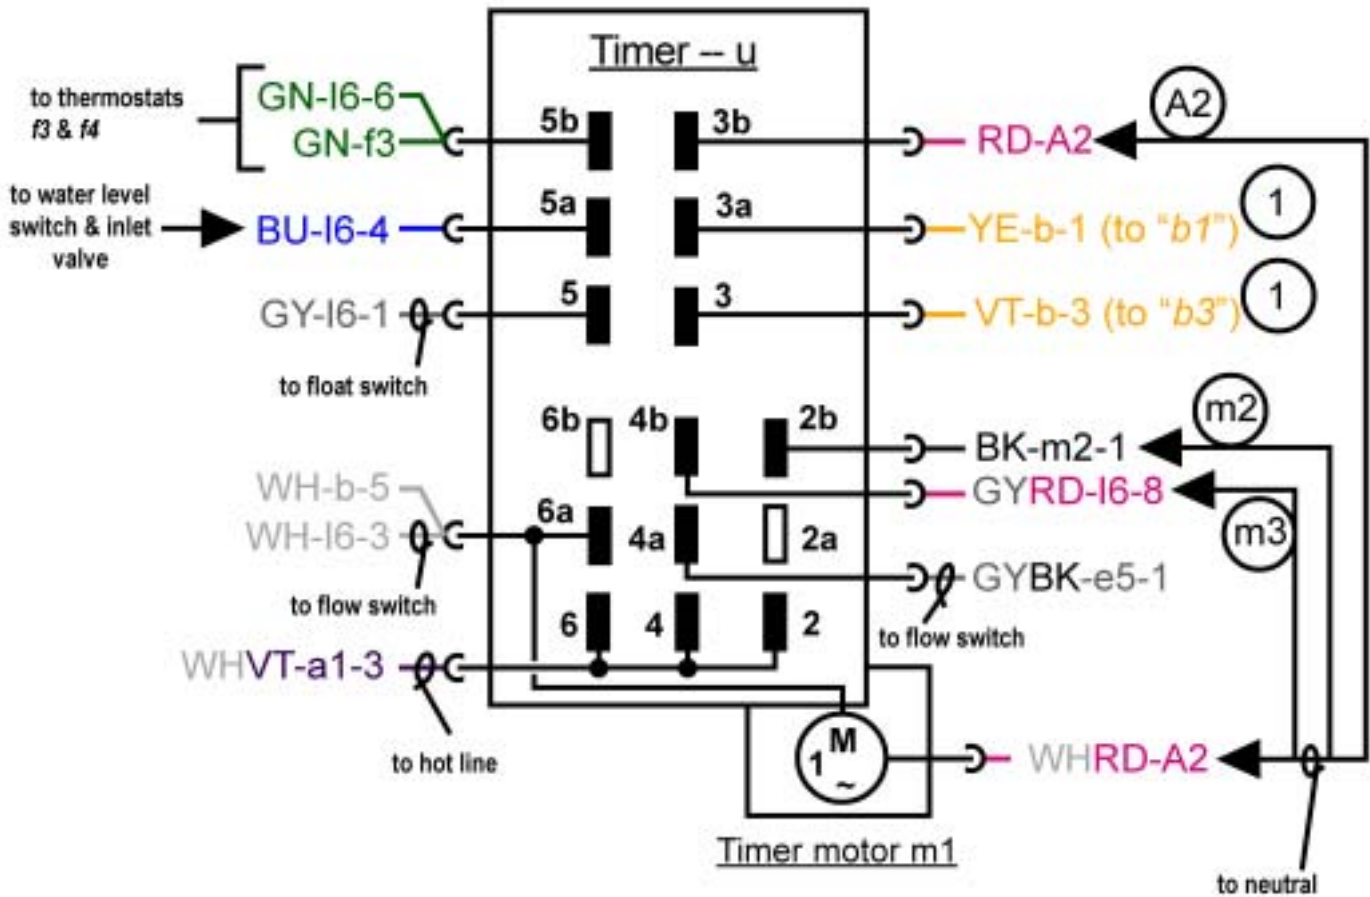 Timer -- u
to thermostats
f3 & f4
GN-I6-6
GN-f3
5b
3b
RD-A2
A2
to water level
switch & inlet
valve
BU-I6-4
5a
3a
YE-b-1 (to "b1")
1
GY-I6-1
5
3
VT-b-3 (to "b3")
1
to float switch
6b
4b
2b
BK-m2-1
m2
WH-b-5
GYRD-I6-8
WH-I6-3
6a
4a
2a
m3
to flow switch
GYBK-e5-1
6
4
2
to flow switch
WHVT-a1-3
to hot line
M
1
~
WHRD-A2
Timer motor m1
to neutral